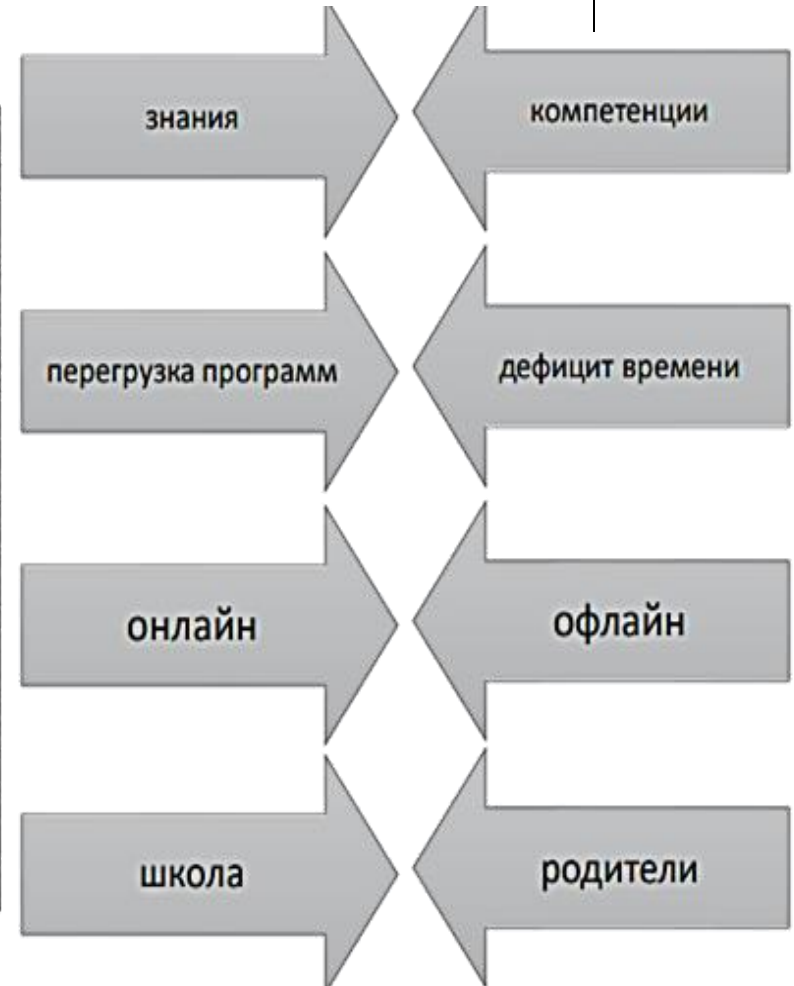 знания
компетенции
перегрузка программ
дефицит времени
онлайн
офлайн
школа
родители